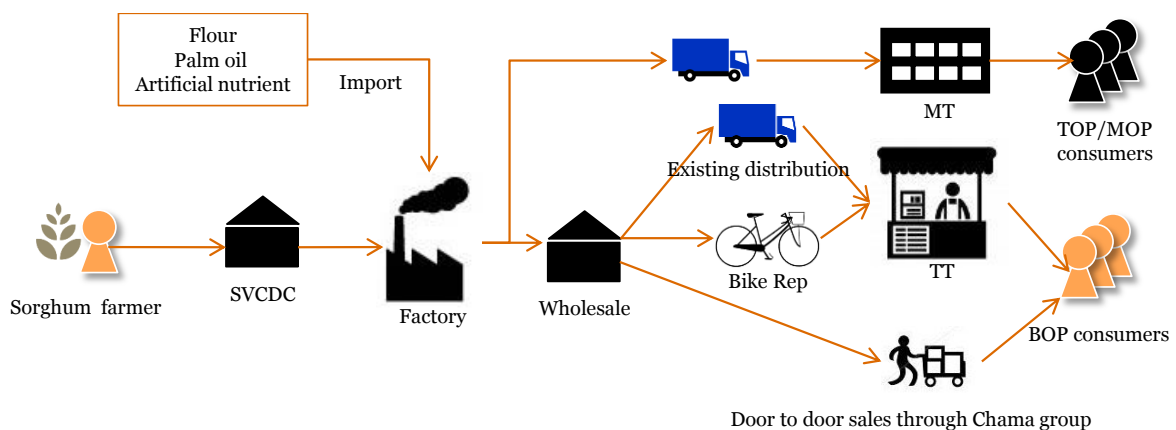 Flour
Palm oil
Artificial nutrient
Import
MT
TOP/MOP
consumers
Existing distribution
Sorghum farmer
SVCDC
Factory
Wholesale
Bike Rep
TT
BOP consumers
Door to door sales through Chama group